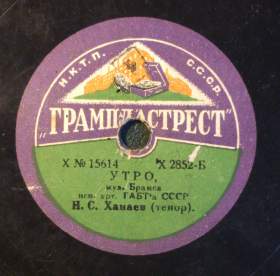 Н.К.Т.П. С.С.С.Р.
"ГРАМПЛАСТРЕСТ"
Х № 15614 Х 2852-Б
УТРО,
муз. Брамса
исп. арт. ГАБТ'а СССР
Н. С. Ханаев (тенор).